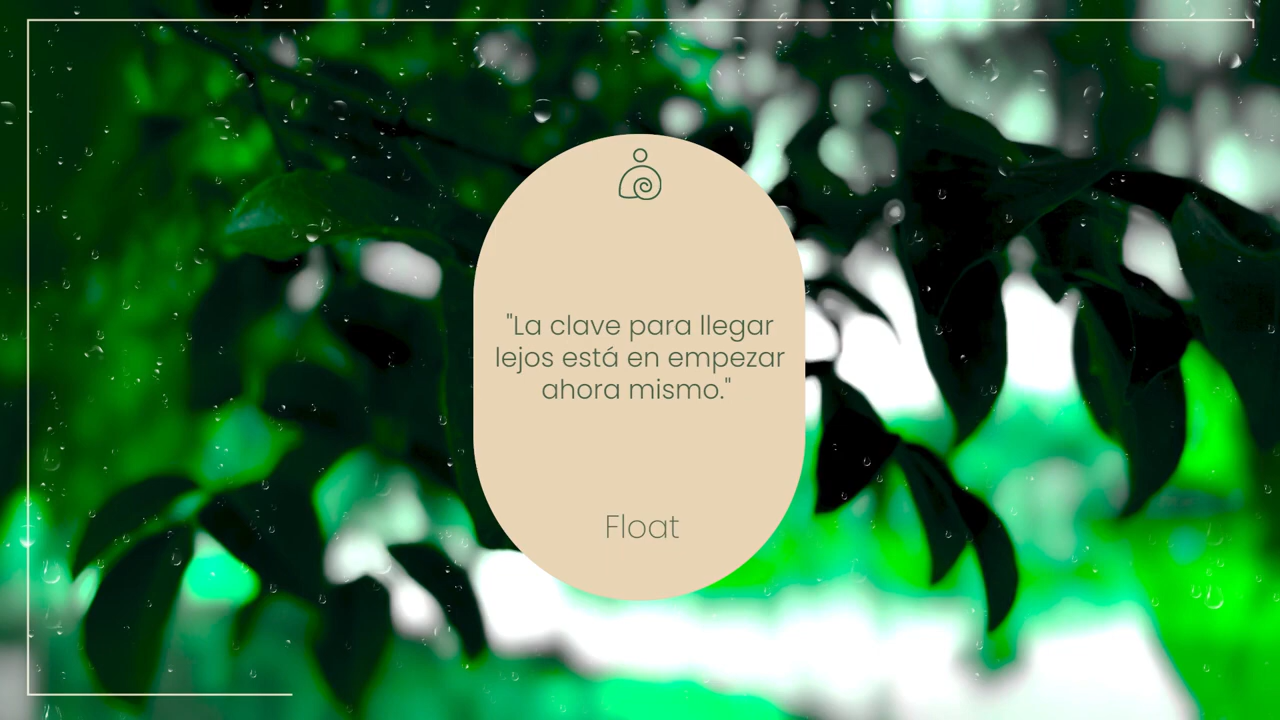 "La clave para llegar
lejos está en empezar
ahora mismo."
Float